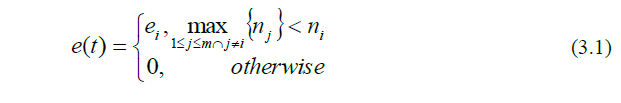 e(t) = { e_i, max_{1≤j≤m∩j≠i} {n_j} < n_i
0, otherwise (3.1)